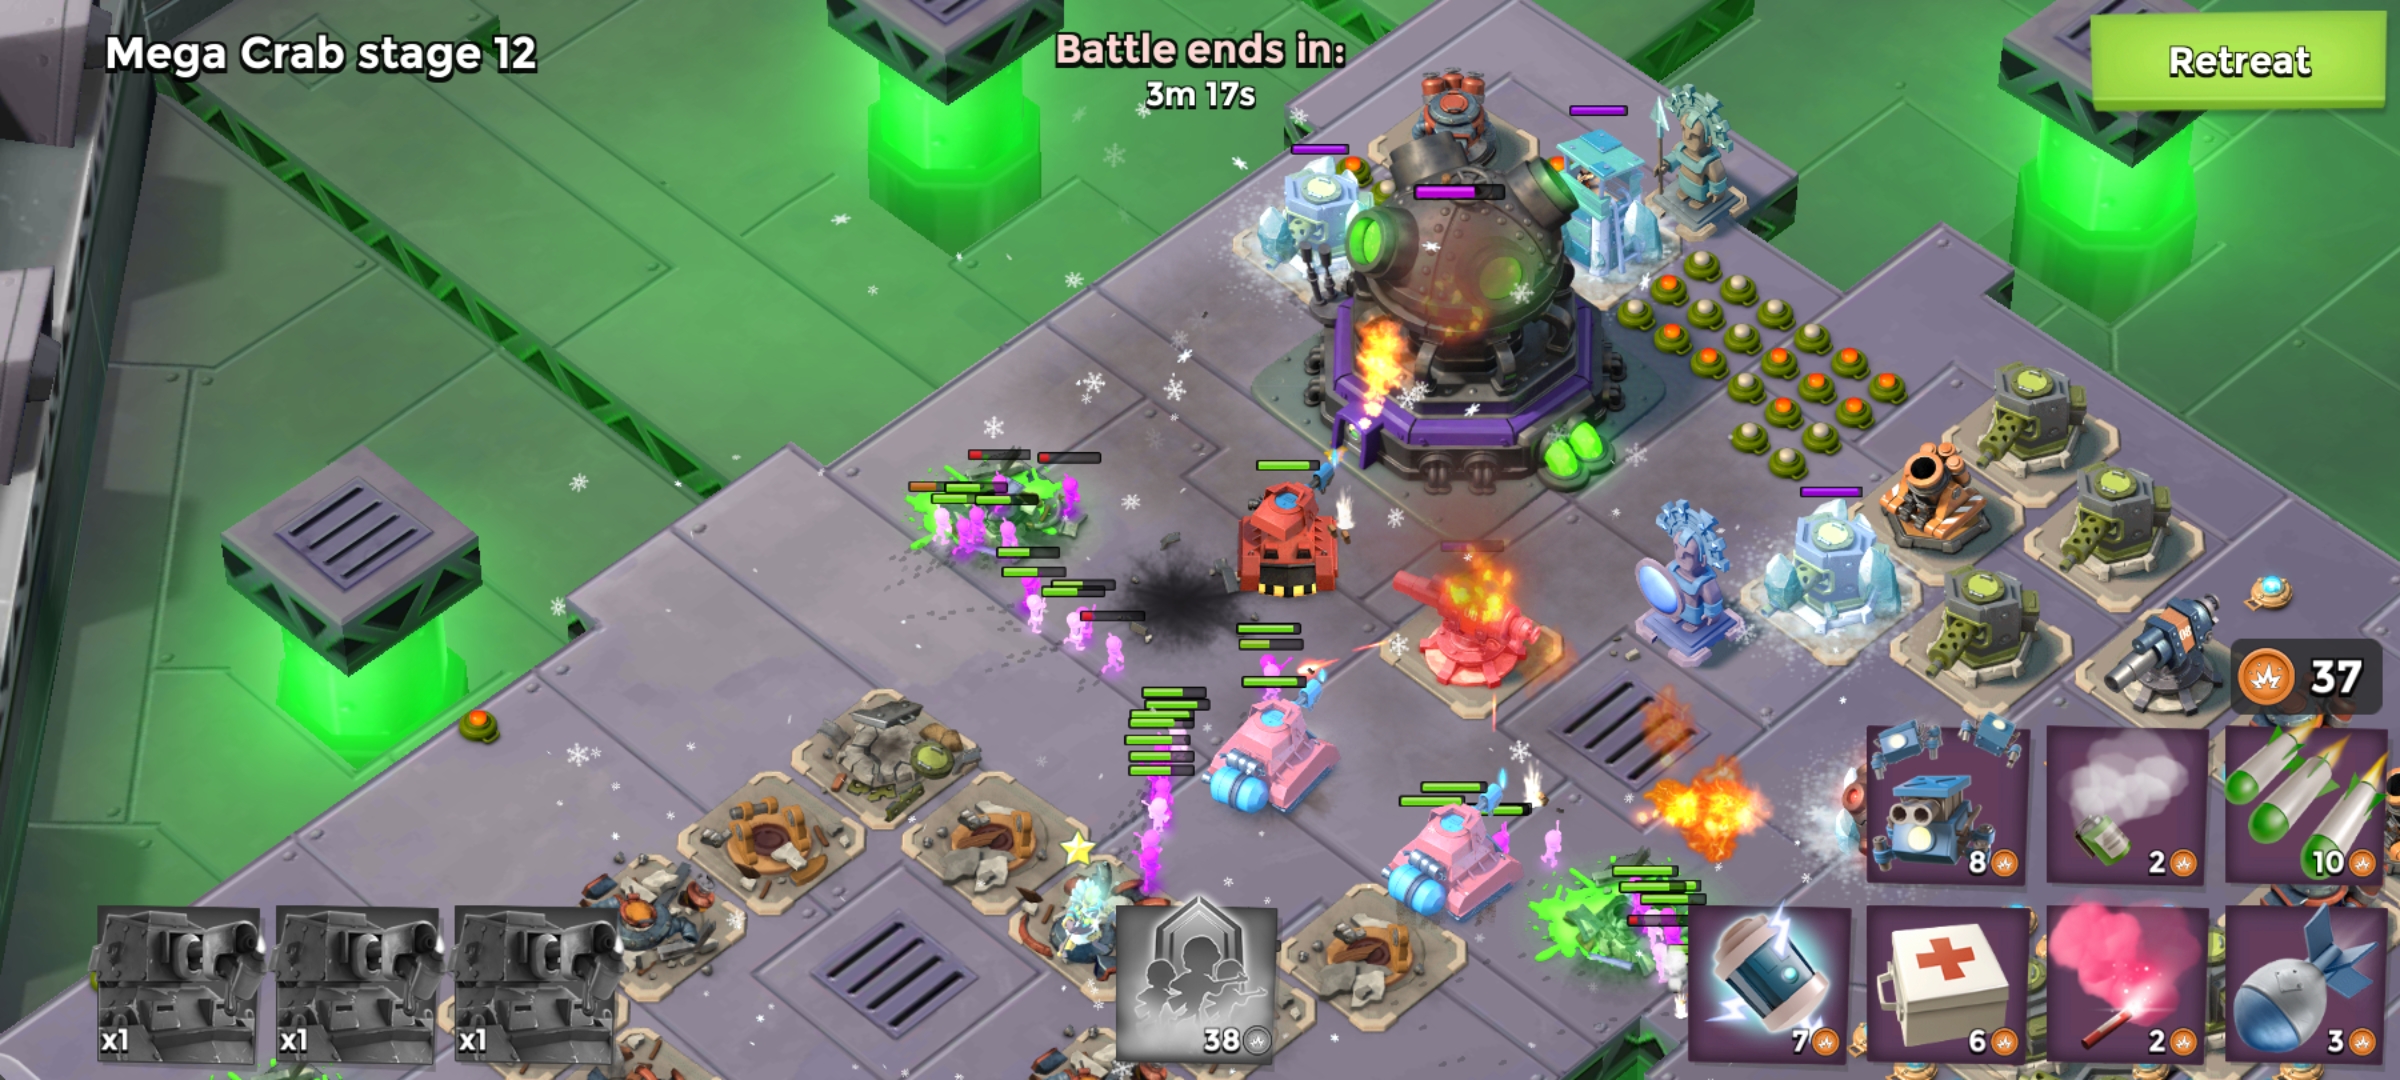 Mega Crab stage 12
Battle ends in:
3m 17s
Retreat
37
8
2
10
x1
x1
x1
38
7
6
2
3